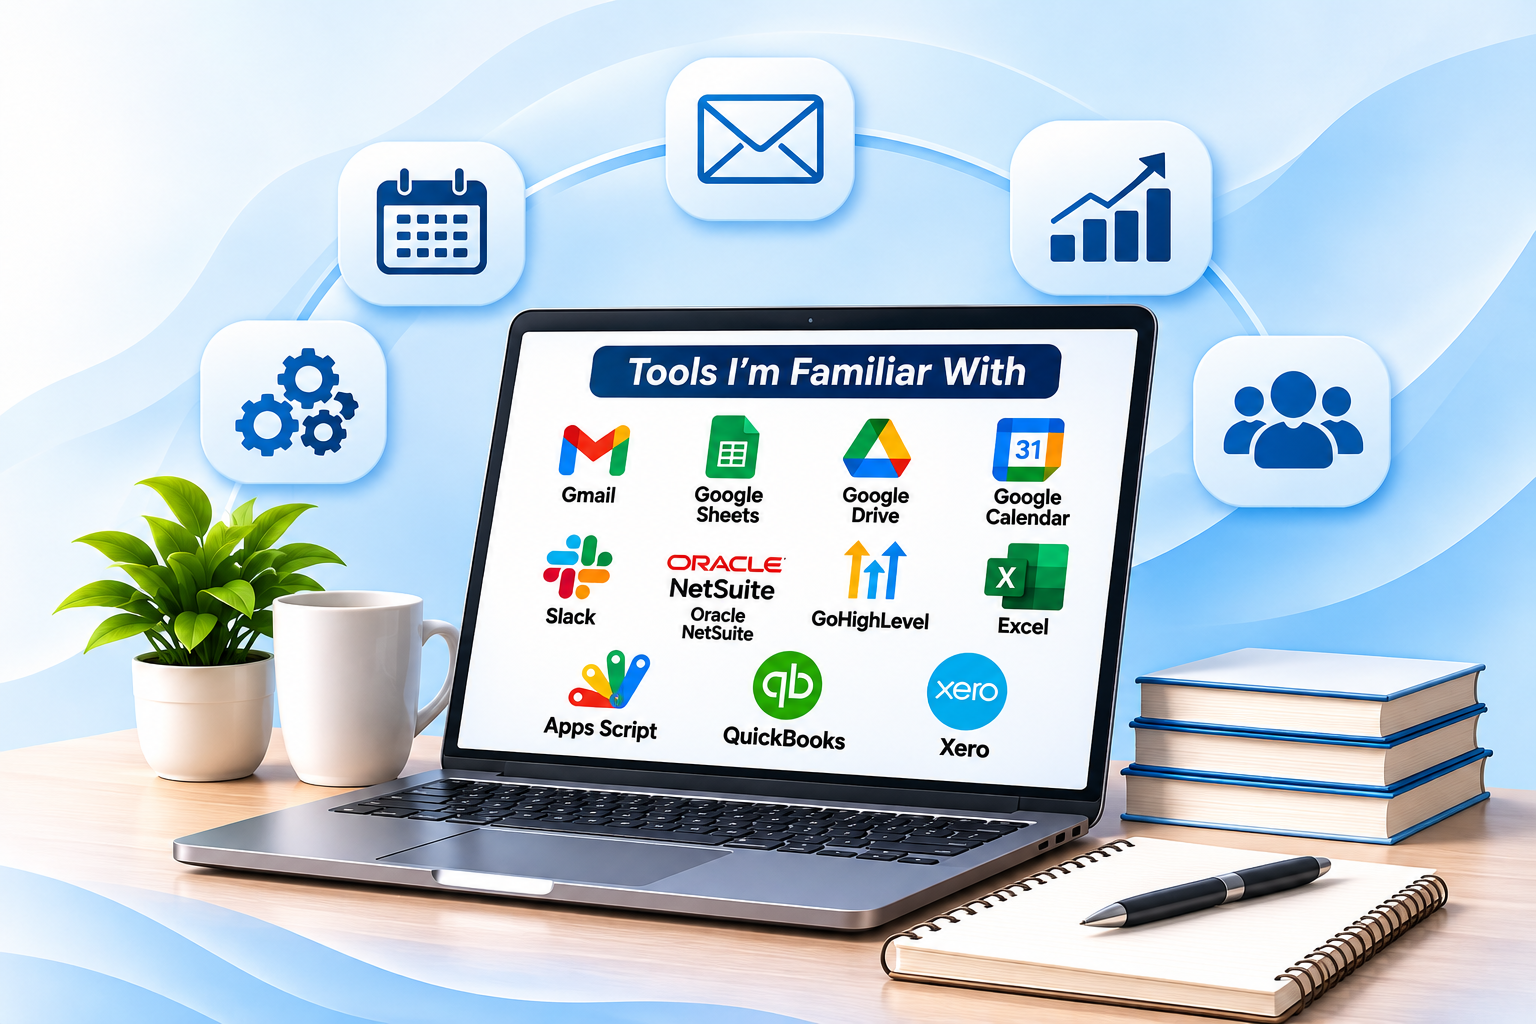 Tools I'm Familiar With
Gmail
Google
Sheets
Google
Drive
31
Google
Calendar
Slack
ORACLE
NetSuite
Oracle
NetSuite
GoHighLevel
X
Excel
Apps Script
qb
QuickBooks
xero
Xero